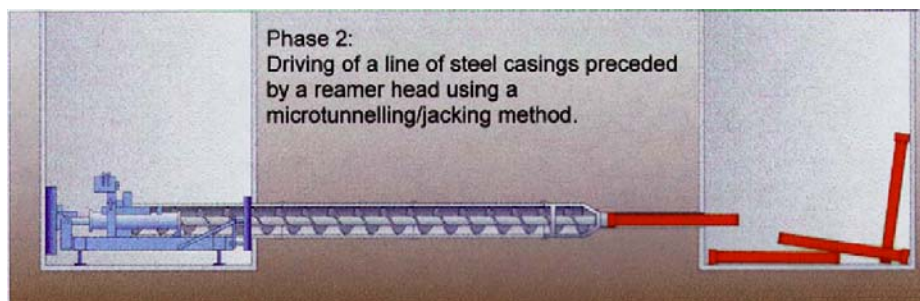 Phase 2:
Driving of a line of steel casings preceded
by a reamer head using a
microtunnelling/jacking method.